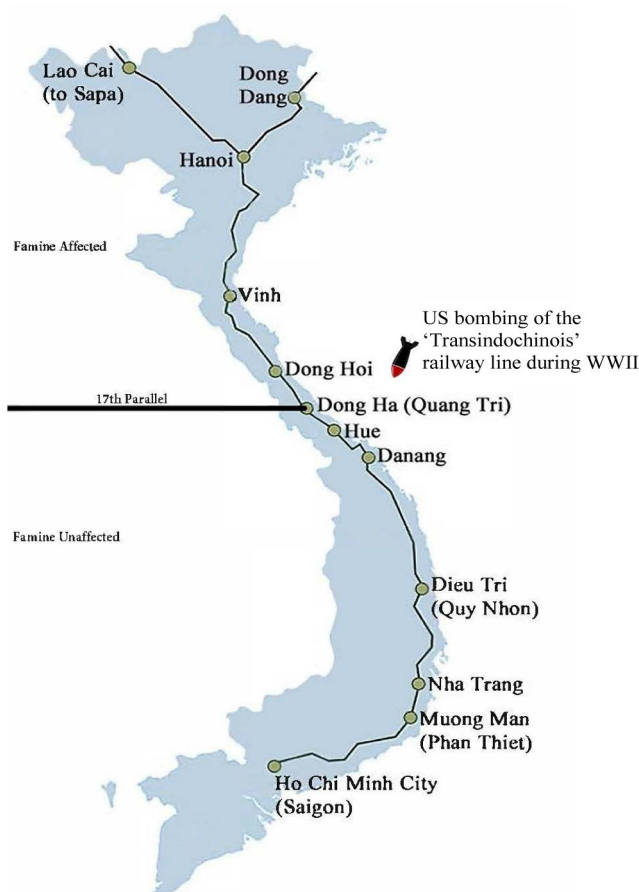 Lao Cai
(to Sapa)
Dong
Dang
Hanoi
Famine Affected
Vinh
US bombing of the
‘Transindochinois’
railway line during WWII
Dong Hoi
17th Parallel
Dong Ha (Quang Tri)
Hue
Danang
Famine Unaffected
Dieu Tri
(Quy Nhon)
Nha Trang
Muong Man
(Phan Thiet)
Ho Chi Minh City
(Saigon)